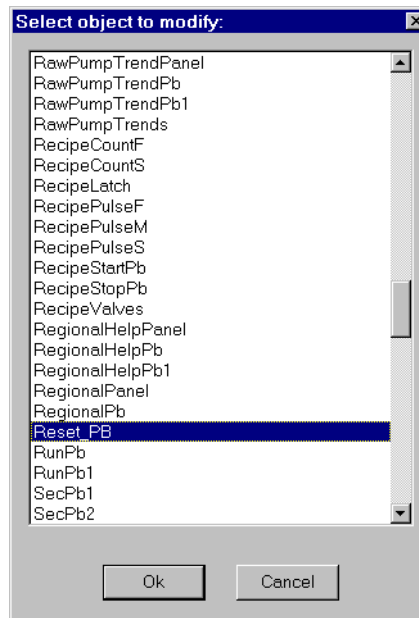 Select object to modify:
RawPumpTrendPanel
RawPumpTrendPb
RawPumpTrendPb1
RawPumpTrends
RecipeCountF
RecipeCountS
RecipeLatch
RecipePulseF
RecipePulseM
RecipePulseS
RecipeStartPb
RecipeStopPb
RecipeValves
RegionalHelpPanel
RegionalHelpPb
RegionalHelpPb1
RegionalPanel
RegionalPb
Reset_PB
RunPb
RunPb1
SecPb1
SecPb2
Ok Cancel